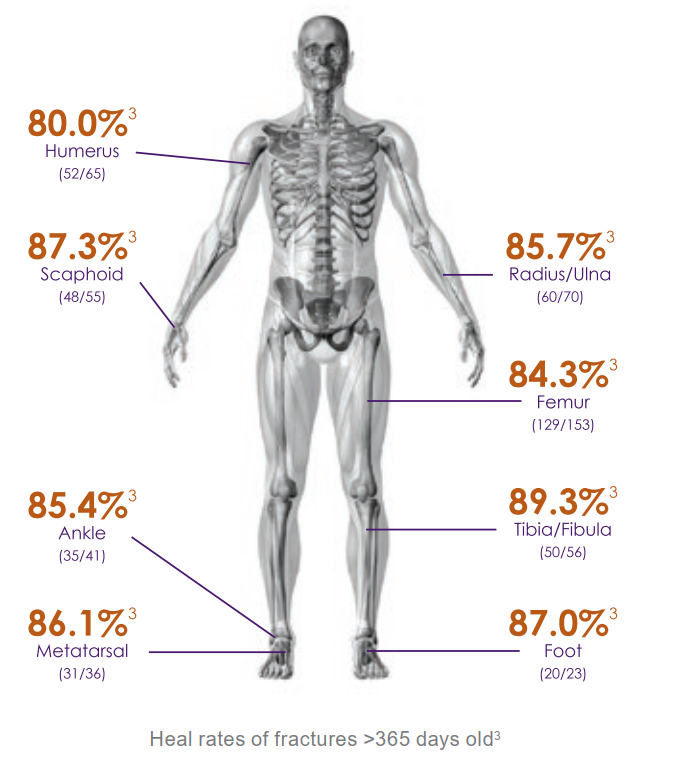 80.0%³
Humerus
(52/65)
87.3%³
Scaphoid
(48/55)
85.7%³
Radius/Ulna
(60/70)
84.3%³
Femur
(129/153)
85.4%³
Ankle
(35/41)
89.3%³
Tibia/Fibula
(50/56)
86.1%³
Metatarsal
(31/36)
87.0%³
Foot
(20/23)
Heal rates of fractures >365 days old³